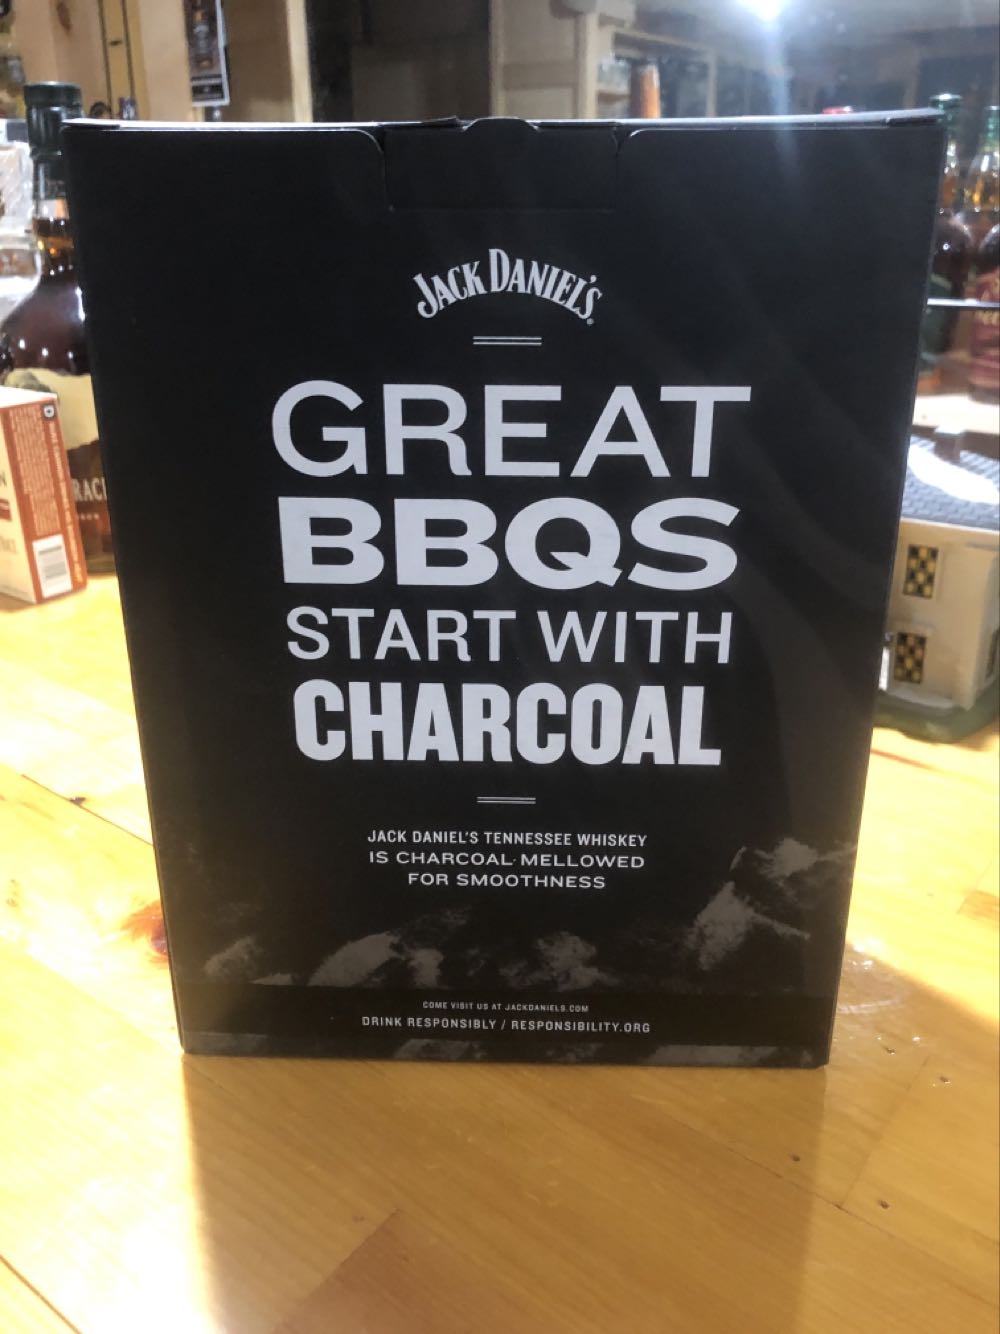 JACK DANIEL'S
GREAT
BBQS
START WITH
CHARCOAL
JACK DANIEL'S TENNESSEE WHISKEY
IS CHARCOAL MELLOWED
FOR SMOOTHNESS
COME VISIT US AT JACKDANIELS.COM
DRINK RESPONSIBLY / RESPONSIBILITY.ORG